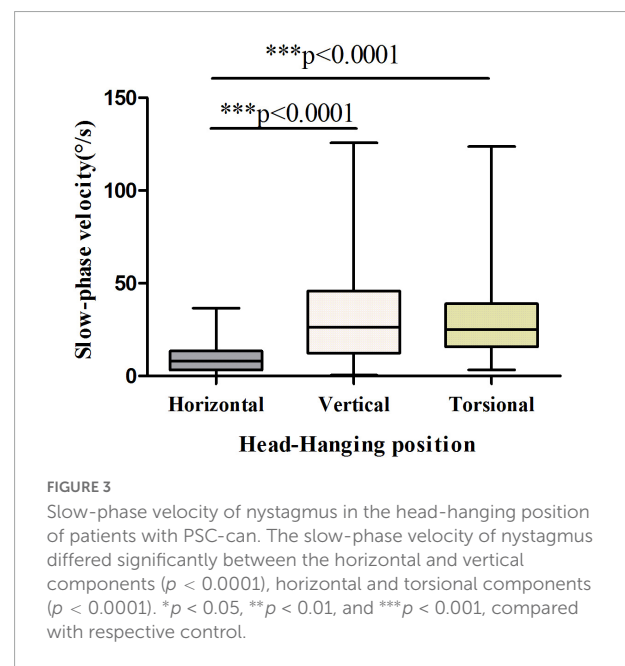 ***p<0.0001
150
***p<0.0001
100
Slow-phase velocity(°/s)
50
0
Horizontal Vertical Torsional
Head-Hanging position
FIGURE 3
Slow-phase velocity of nystagmus in the head-hanging position
of patients with PSC-can. The slow-phase velocity of nystagmus
differed significantly between the horizontal and vertical
components (p < 0.0001), horizontal and torsional components
(p < 0.0001). *p < 0.05, **p < 0.01, and ***p < 0.001, compared
with respective control.